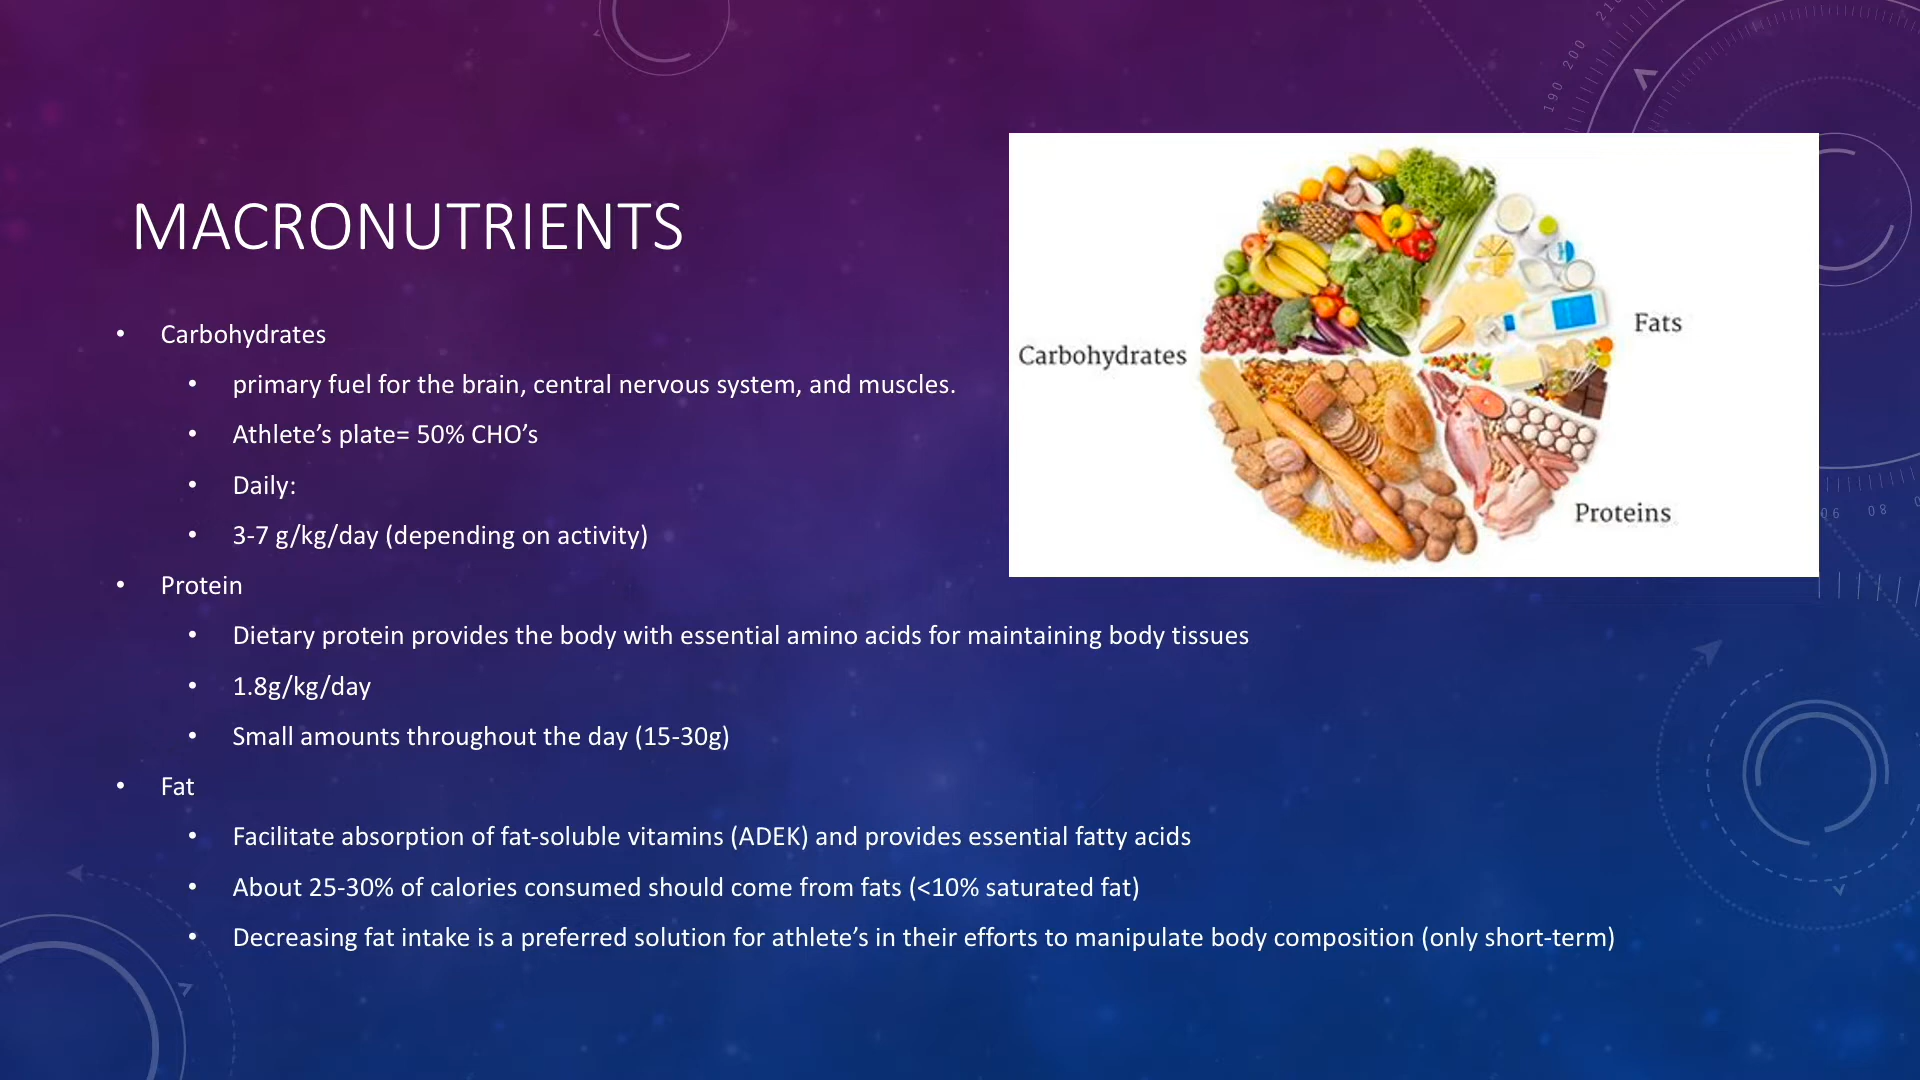 MACRONUTRIENTS
• Carbohydrates
• primary fuel for the brain, central nervous system, and muscles.
• Athlete’s plate= 50% CHO’s
• Daily:
• 3-7 g/kg/day (depending on activity)
• Protein
• Dietary protein provides the body with essential amino acids for maintaining body tissues
• 1.8g/kg/day
• Small amounts throughout the day (15-30g)
• Fat
• Facilitate absorption of fat-soluble vitamins (ADEK) and provides essential fatty acids
• About 25-30% of calories consumed should come from fats (<10% saturated fat)
• Decreasing fat intake is a preferred solution for athlete’s in their efforts to manipulate body composition (only short-term)
Carbohydrates
Fats
Proteins
190 200
80